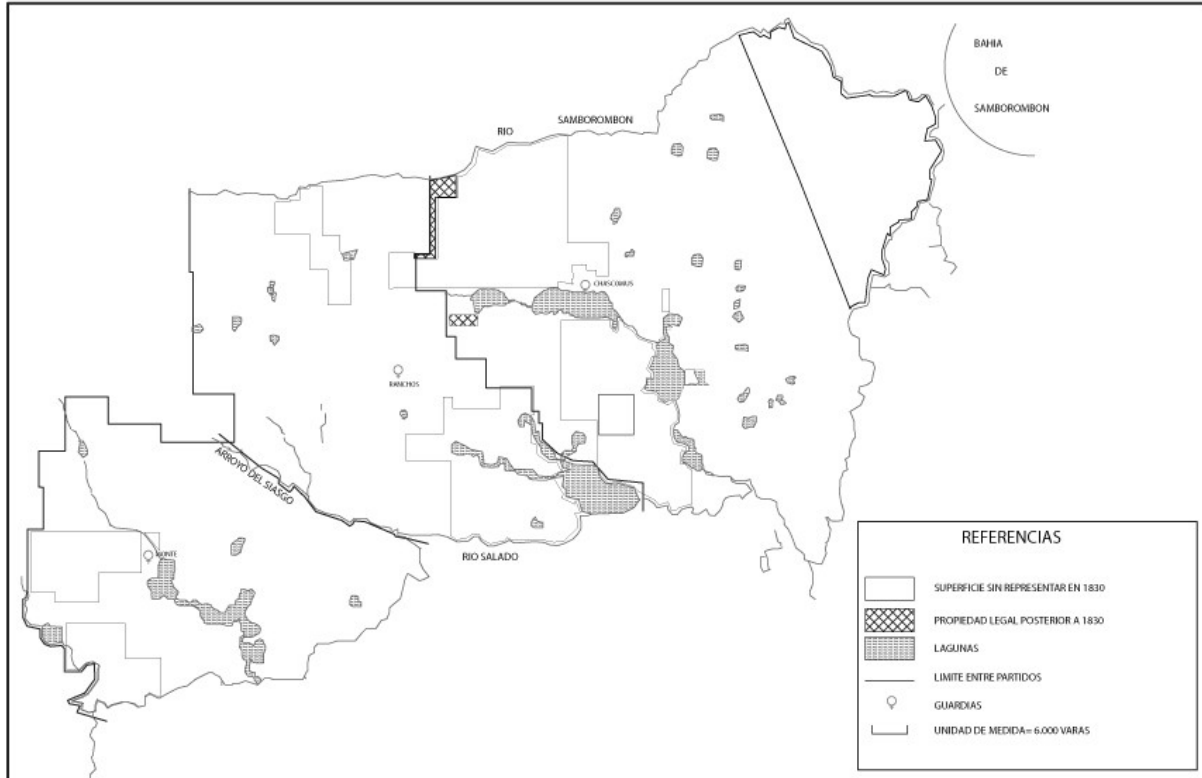 BAHIA
DE
SAMBOROMBON
RIO
SAMBOROMBON
CHASCOMUS
RANCHOS
ARROYO DEL SIASGO
MONTE
RIO SALADO
REFERENCIAS
SUPERFICIE SIN REPRESENTAR EN 1830
PROPIEDAD LEGAL POSTERIOR A 1830
LAGUNAS
LIMITE ENTRE PARTIDOS
GUARDIAS
UNIDAD DE MEDIDA= 6.000 VARAS